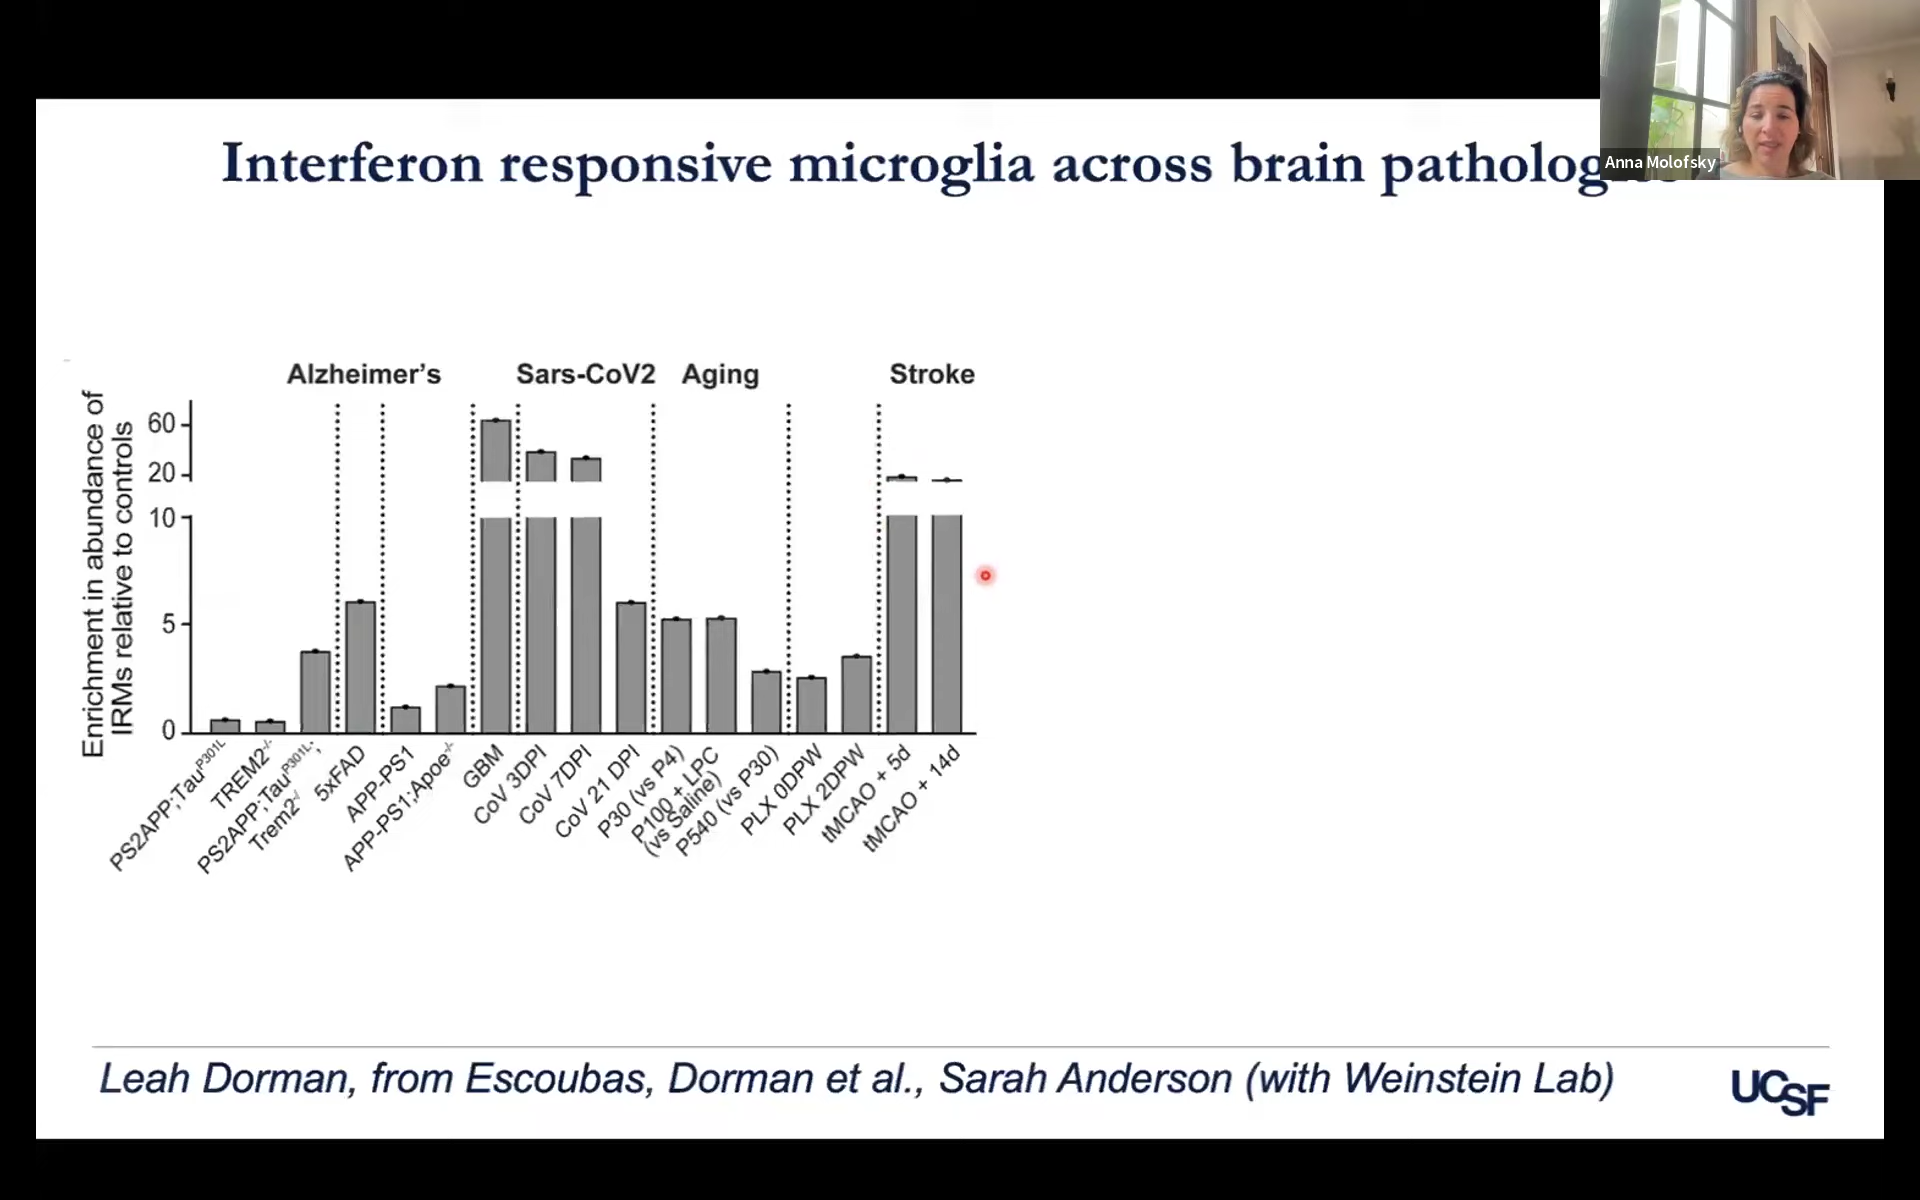 Anna Molofsky
Interferon responsive microglia across brain
Alzheimer's
Sars-CoV2
Aging
Stroke
Enrichment in abundance of
IRMs relative to controls
60
20
10
5
0
PS2APP;Tau^P301L
TREM2-/-
PS2APP;Tau^P301L;
Trem2-/-
5xFAD
APP-PS1
APP-PS1;Apoe-/-
GBM
CoV 3DPI
CoV 7DPI
CoV 21 DPI
P30 (vs P4)
P100 + LPC
(vs Saline)
P540 (vs P30)
PLX 0DPW
PLX 2DPW
tMCAO + 5d
tMCAO + 14d
Leah Dorman, from Escoubas, Dorman et al., Sarah Anderson (with Weinstein Lab)
UCSF